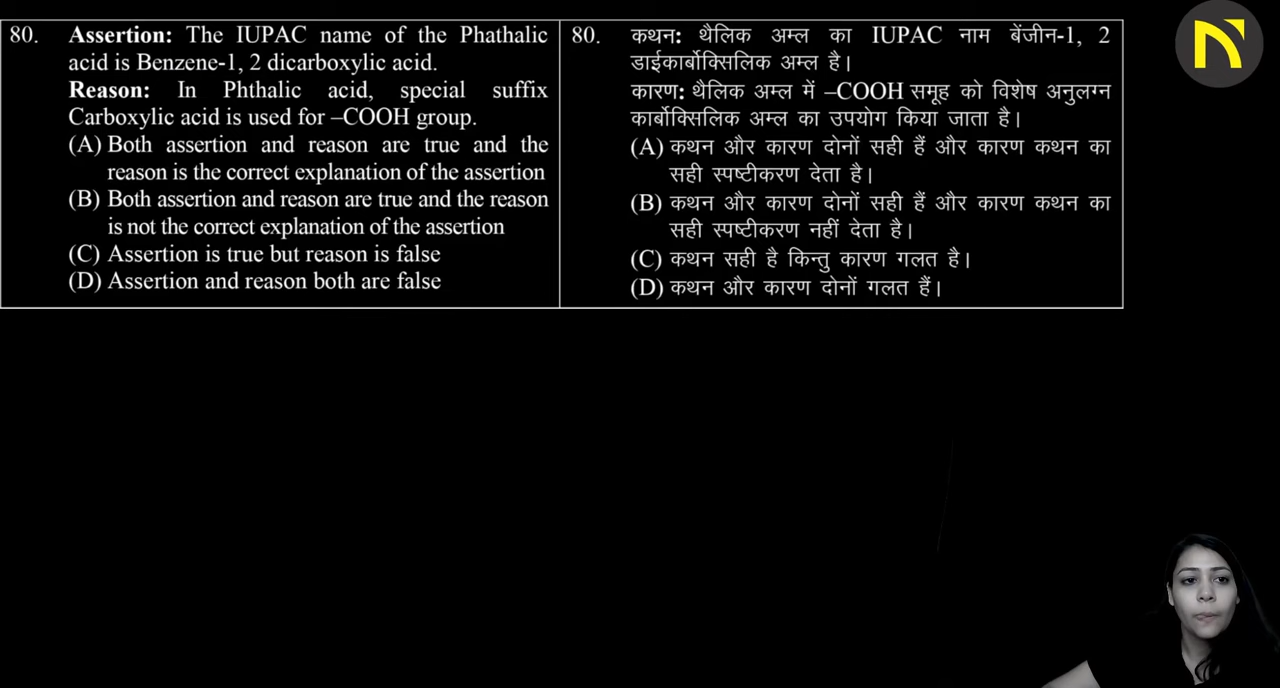 80. Assertion: The IUPAC name of the Phathalic
acid is Benzene-1, 2 dicarboxylic acid.
Reason: In Phthalic acid, special suffix
Carboxylic acid is used for –COOH group.
(A) Both assertion and reason are true and the
reason is the correct explanation of the assertion
(B) Both assertion and reason are true and the reason
is not the correct explanation of the assertion
(C) Assertion is true but reason is false
(D) Assertion and reason both are false
80. कथन: थैलिक अम्ल का IUPAC नाम बेंजीन-1, 2
डाईकार्बोक्सिलिक अम्ल है।
कारण: थैलिक अम्ल में –COOH समूह को विशेष अनुलग्न
कार्बोक्सिलिक अम्ल का उपयोग किया जाता है।
(A) कथन और कारण दोनों सही हैं और कारण कथन का
सही स्पष्टीकरण देता है।
(B) कथन और कारण दोनों सही हैं और कारण कथन का
सही स्पष्टीकरण नहीं देता है।
(C) कथन सही है किन्तु कारण गलत है।
(D) कथन और कारण दोनों गलत हैं।